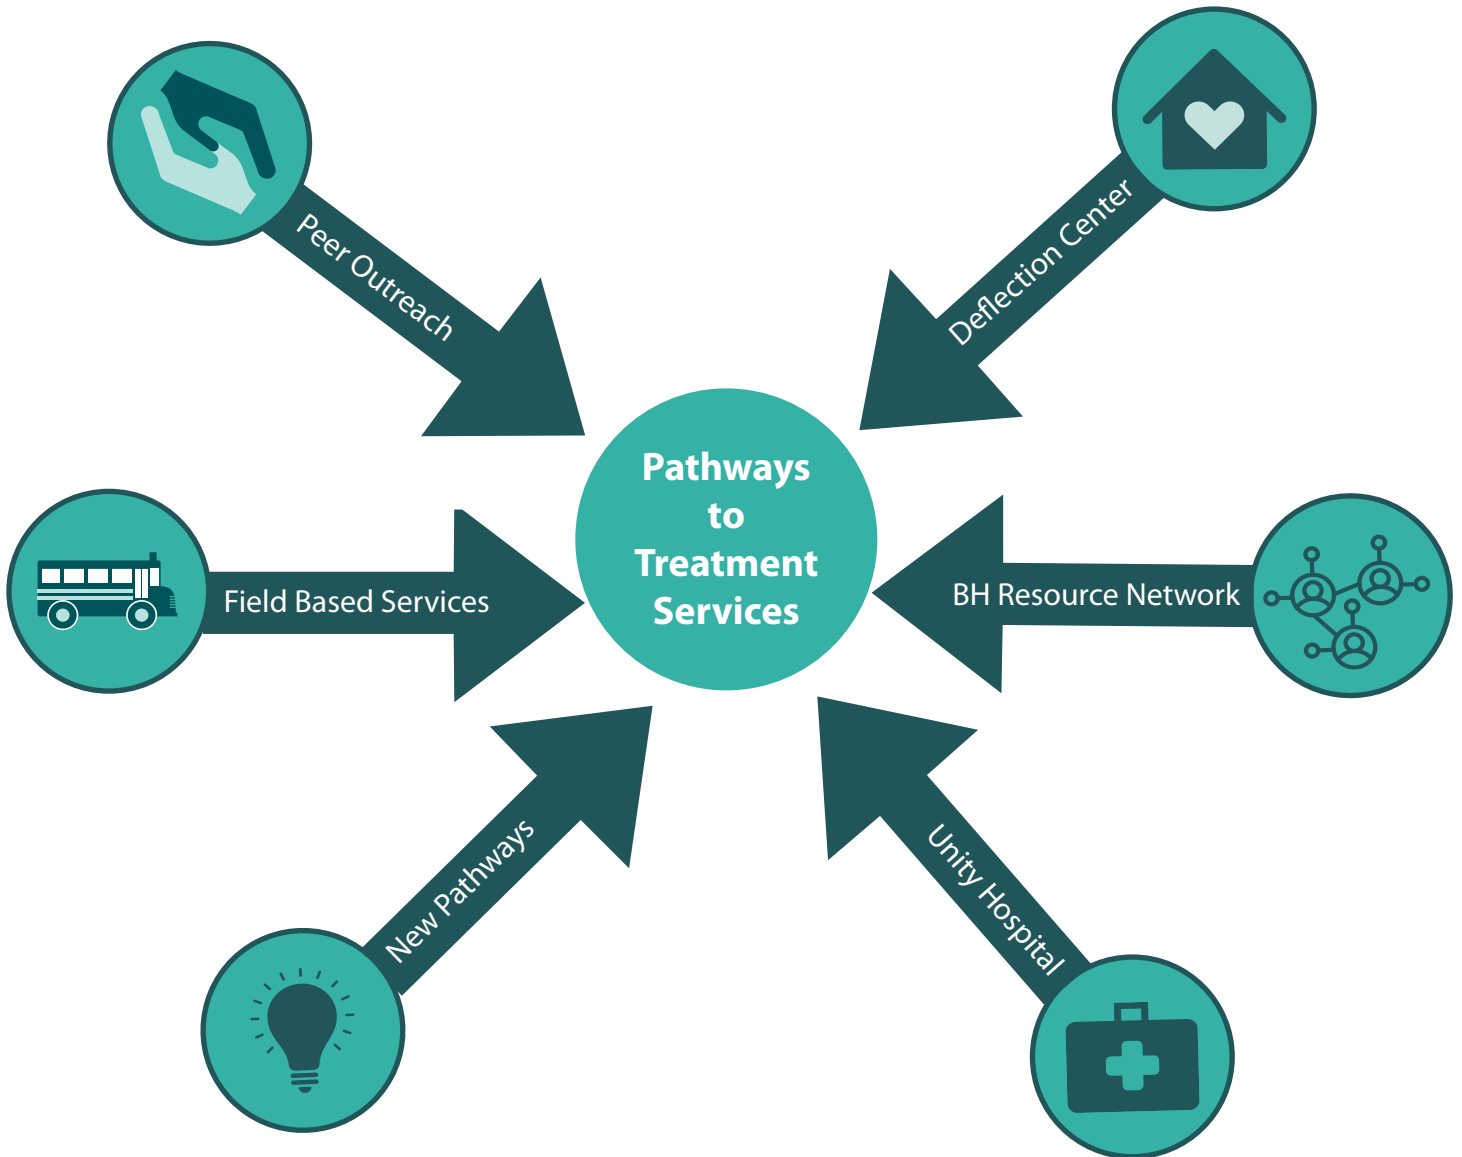 Peer Outreach
Deflection Center
Pathways
to
Treatment
Services
Field Based Services
BH Resource Network
New Pathways
Unity Hospital